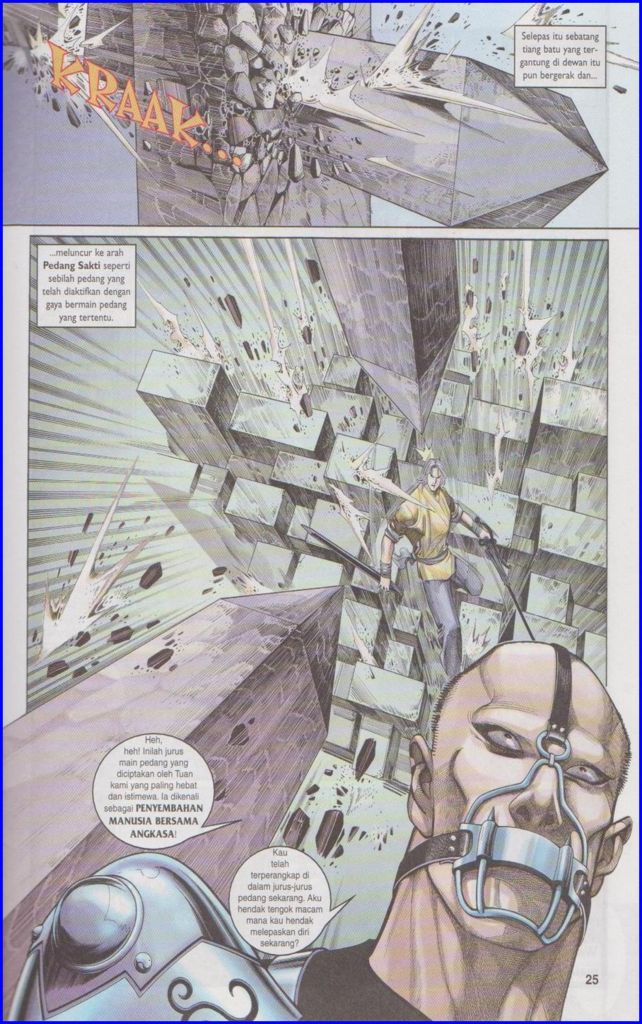 KRAAK...
Selepas itu sebatang
tiang batu yang ter-
gantung di dewan itu
pun bergerak dan...
...meluncur ke arah
Pedang Sakti seperti
sebilah pedang yang
telah diaktifkan dengan
gaya bermain pedang
yang tertentu.
Heh,
heh! Inilah jurus
main pedang yang
diciptakan oleh Tuan
kami yang paling hebat
dan istimewa. Ia dikenali
sebagai PENYEMBAHAN
MANUSIA BERSAMA
ANGKASA!
Kau
telah
terperangkap di
dalam jurus-jurus
pedang sekarang. Aku
hendak tengok macam
mana kau hendak
melepaskan diri
sekarang?
25